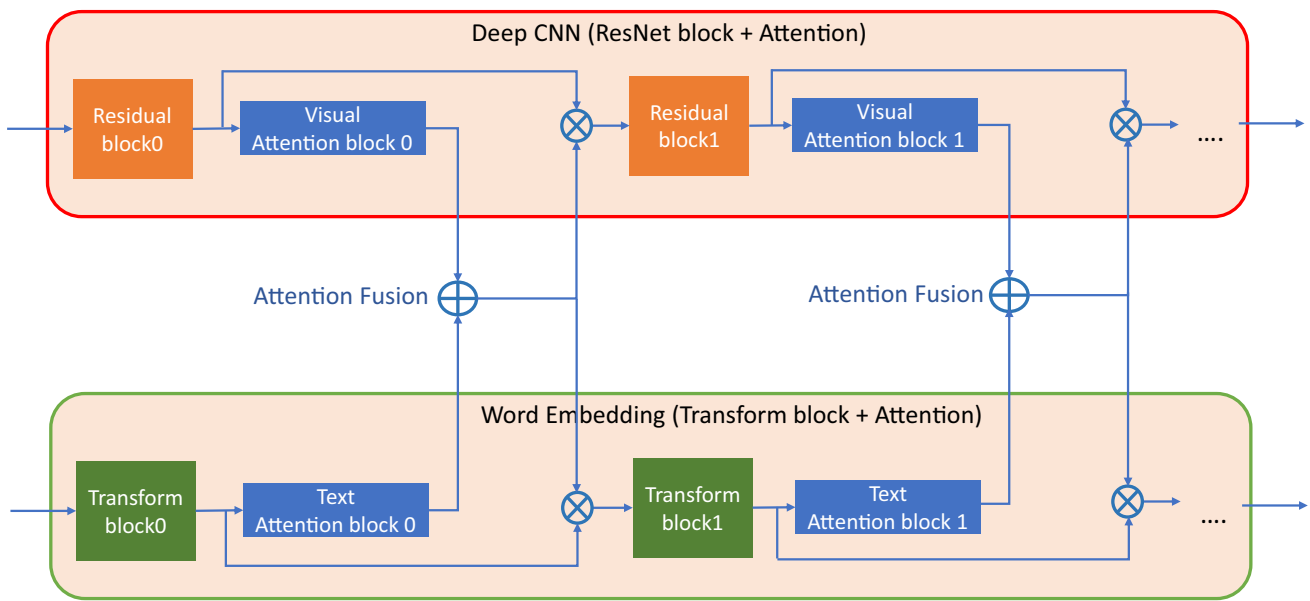 Deep CNN (ResNet block + Attention)
Residual
block0
Visual
Attention block 0
Residual
block1
Visual
Attention block 1
....
Attention Fusion
Attention Fusion
Word Embedding (Transform block + Attention)
Transform
block0
Text
Attention block 0
Transform
block1
Text
Attention block 1
....